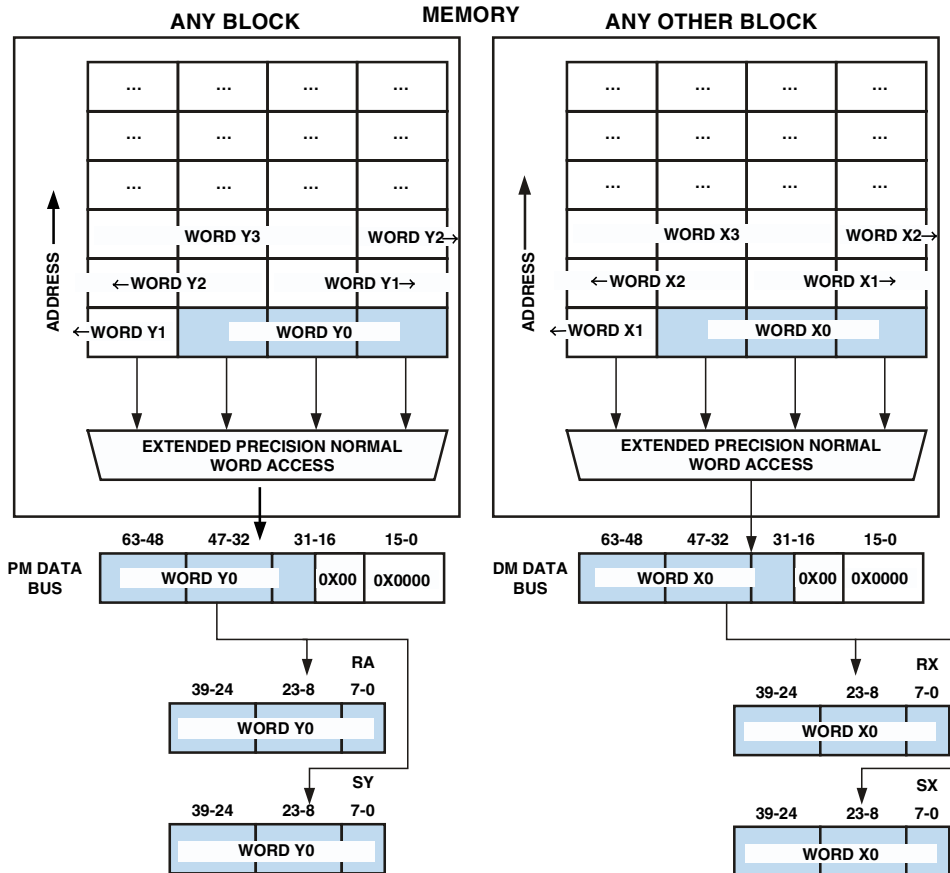 MEMORY
ANY BLOCK
ANY OTHER BLOCK
... ... ... ...
... ... ... ...
... ... ... ...
ADDRESS
WORD Y3 WORD Y2→
←WORD Y2 WORD Y1→
←WORD Y1 WORD Y0
EXTENDED PRECISION NORMAL
WORD ACCESS
... ... ... ...
... ... ... ...
... ... ... ...
ADDRESS
WORD X3 WORD X2→
←WORD X2 WORD X1→
←WORD X1 WORD X0
EXTENDED PRECISION NORMAL
WORD ACCESS
63-48 47-32 31-16 15-0
PM DATA
BUS
WORD Y0 0X00 0X0000
RA
39-24 23-8 7-0
WORD Y0
SY
39-24 23-8 7-0
WORD Y0
63-48 47-32 31-16 15-0
DM DATA
BUS
WORD X0 0X00 0X0000
RX
39-24 23-8 7-0
WORD X0
SX
39-24 23-8 7-0
WORD X0